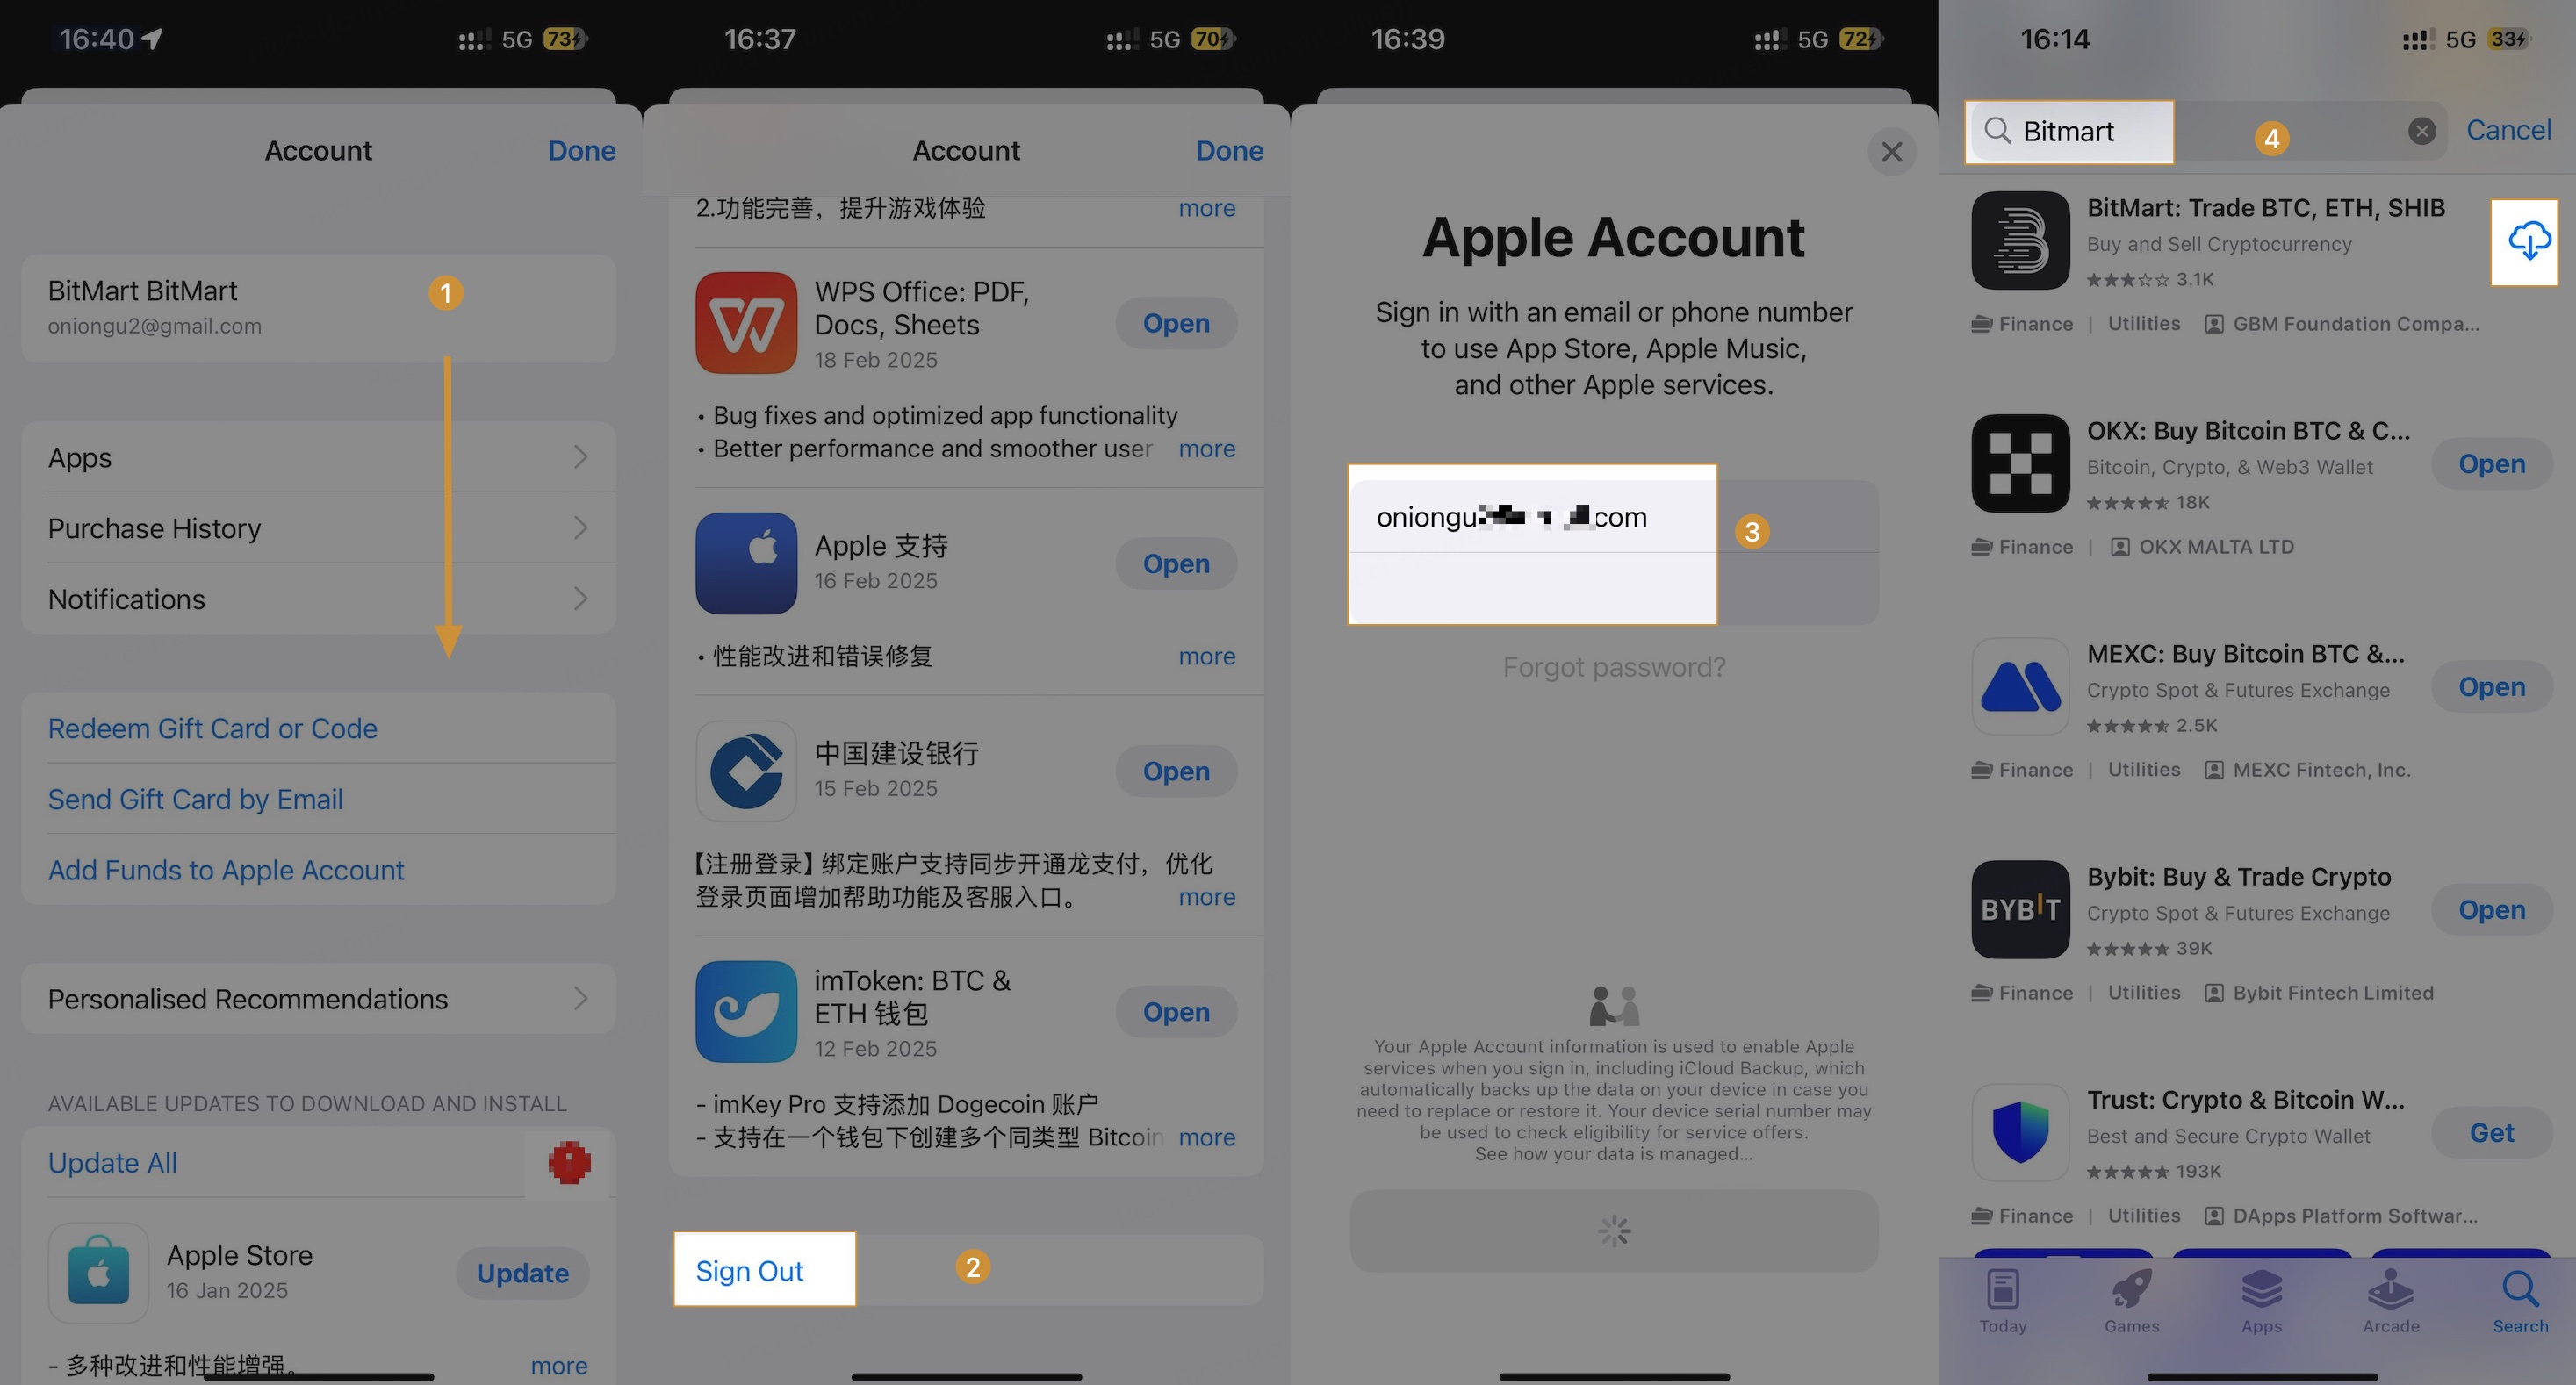 16:40
5G 73
Account
Done
BitMart BitMart
oniongu2@gmail.com
1
Apps
Purchase History
Notifications
Redeem Gift Card or Code
Send Gift Card by Email
Add Funds to Apple Account
Personalised Recommendations
AVAILABLE UPDATES TO DOWNLOAD AND INSTALL
Update All
Apple Store
16 Jan 2025
Update
- 多种改进和性能增强。
more
16:37
5G 70
Account
Done
2.功能完善，提升游戏体验
more
WPS Office: PDF,
Docs, Sheets
18 Feb 2025
Open
• Bug fixes and optimized app functionality
• Better performance and smoother user
more
Apple 支持
16 Feb 2025
Open
• 性能改进和错误修复
more
中国建设银行
15 Feb 2025
Open
【注册登录】绑定账户支持同步开通龙支付，优化
登录页面增加帮助功能及客服入口。
more
imToken: BTC &
ETH 钱包
12 Feb 2025
Open
- imKey Pro 支持添加 Dogecoin 账户
- 支持在一个钱包下创建多个同类型 Bitcoin
more
Sign Out
2
16:39
5G 72
Apple Account
Sign in with an email or phone number
to use App Store, Apple Music,
and other Apple services.
oniongu
com
3
Forgot password?
Your Apple Account information is used to enable Apple
services when you sign in, including iCloud Backup, which
automatically backs up the data on your device in case you
need to replace or restore it. Your device serial number may
be used to check eligibility for service offers.
See how your data is managed...
16:14
5G 33
Bitmart
4
Cancel
BitMart: Trade BTC, ETH, SHIB
Buy and Sell Cryptocurrency
3.1K
Finance | Utilities GBM Foundation Compa...
OKX: Buy Bitcoin BTC & C...
Bitcoin, Crypto, & Web3 Wallet
18K
Open
Finance | OKX MALTA LTD
MEXC: Buy Bitcoin BTC &...
Crypto Spot & Futures Exchange
2.5K
Open
Finance | Utilities MEXC Fintech, Inc.
BYBIT
Bybit: Buy & Trade Crypto
Crypto Spot & Futures Exchange
39K
Open
Finance | Utilities Bybit Fintech Limited
Trust: Crypto & Bitcoin W...
Best and Secure Crypto Wallet
193K
Get
Finance | Utilities DApps Platform Softwar...
Today
Games
Apps
Arcade
Search